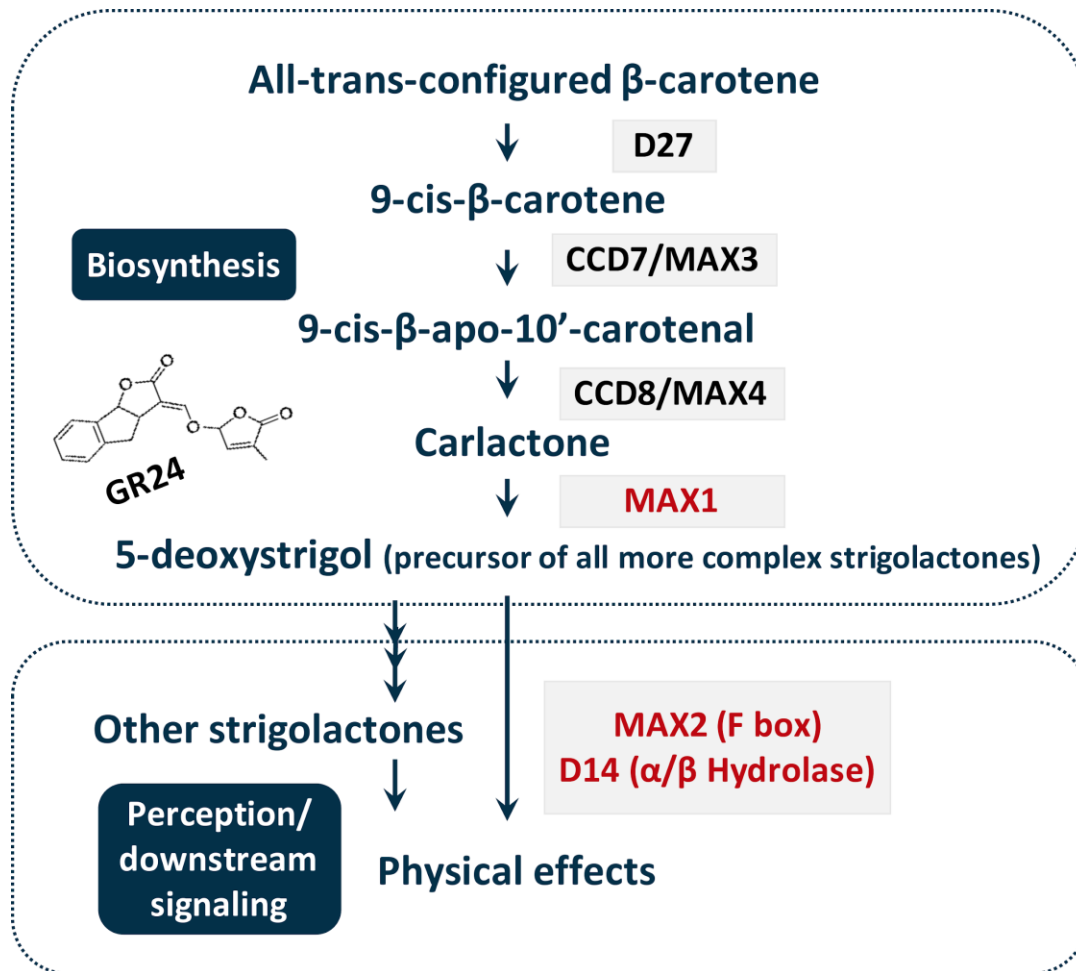 All-trans-configured β-carotene
D27
9-cis-β-carotene
Biosynthesis
CCD7/MAX3
9-cis-β-apo-10’-carotenal
CCD8/MAX4
O
O
O
O
O
GR24
Carlactone
MAX1
5-deoxystrigol (precursor of all more complex strigolactones)
Other strigolactones
MAX2 (F box)
D14 (α/β Hydrolase)
Perception/
downstream
signaling
Physical effects